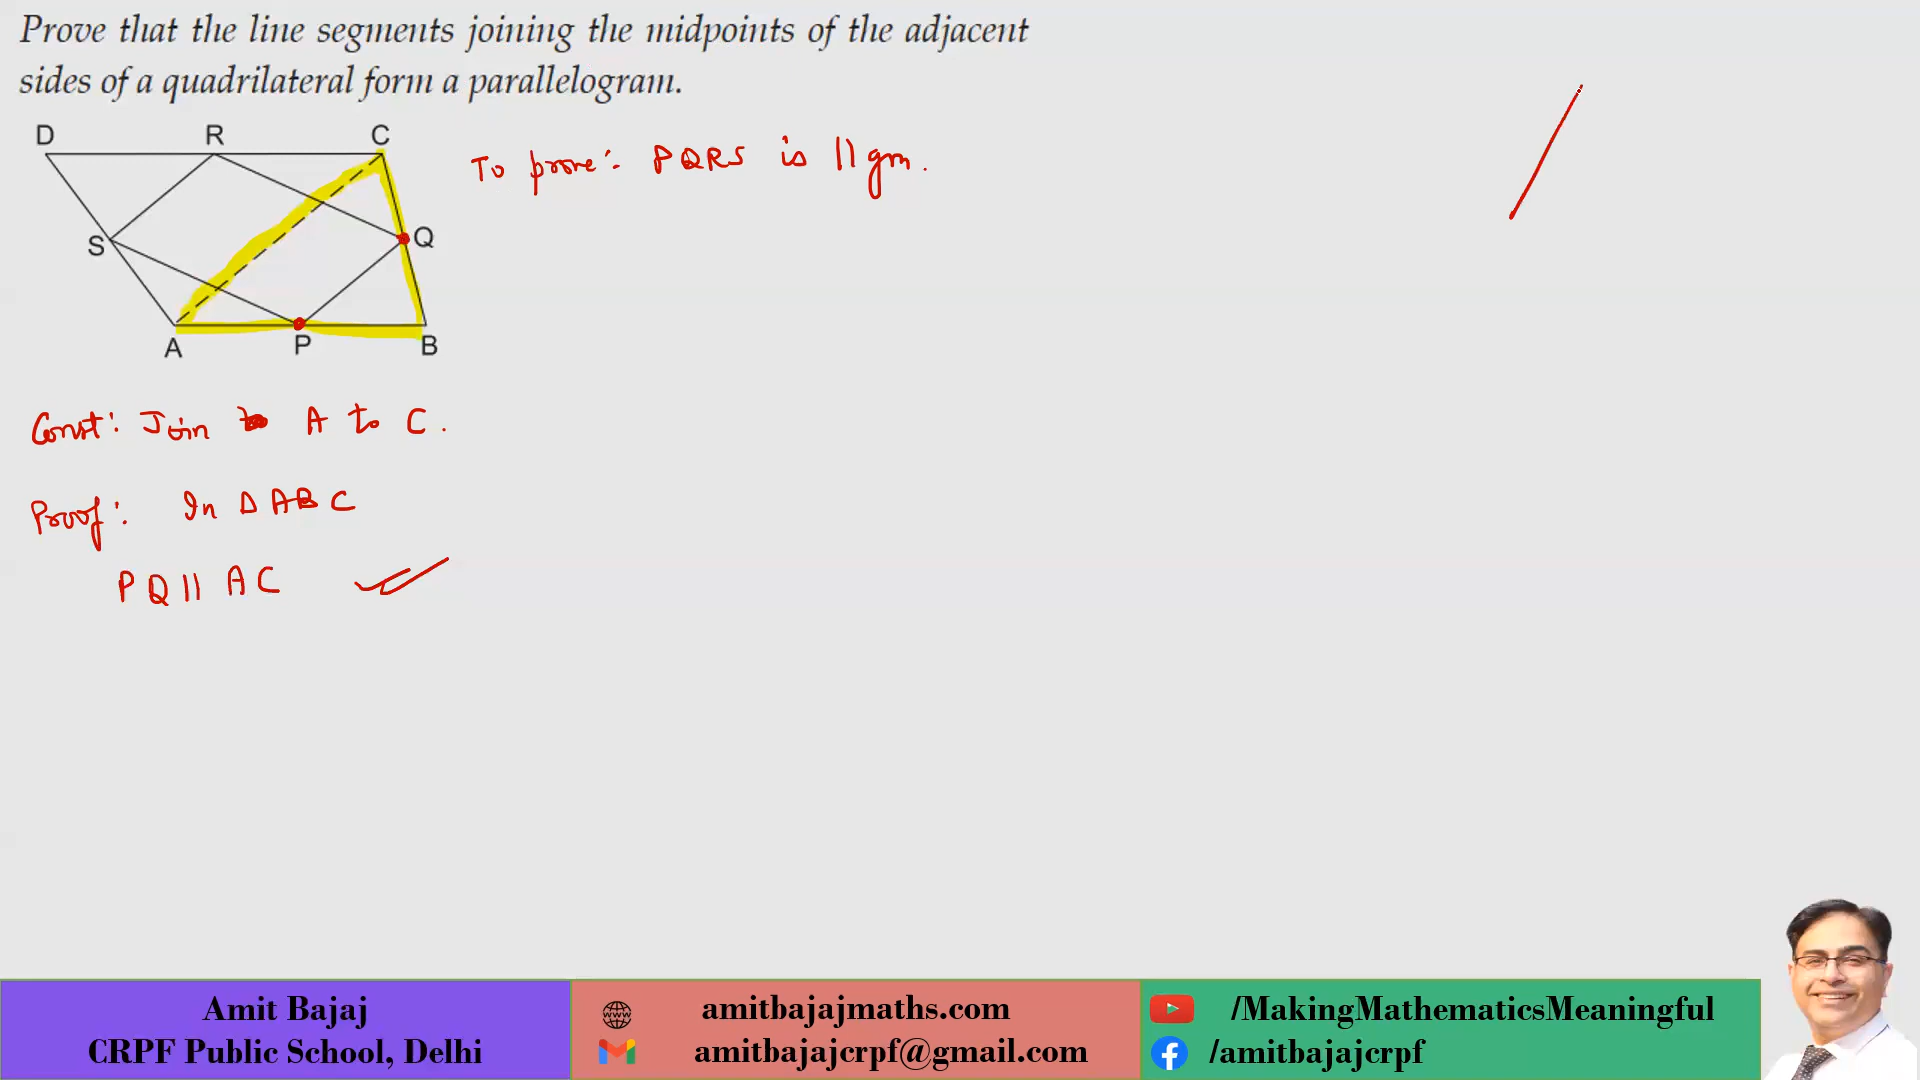 Prove that the line segments joining the midpoints of the adjacent
sides of a quadrilateral form a parallelogram.
D R C
To prove: PQRS is ||gm.
S Q
A P B
Const: Join A to C.
Proof: In Δ ABC
PQ || AC
Amit Bajaj
CRPF Public School, Delhi
www
amitbajajmaths.com
amitbajajcrpf@gmail.com
/MakingMathematicsMeaningful
/amitbajajcrpf